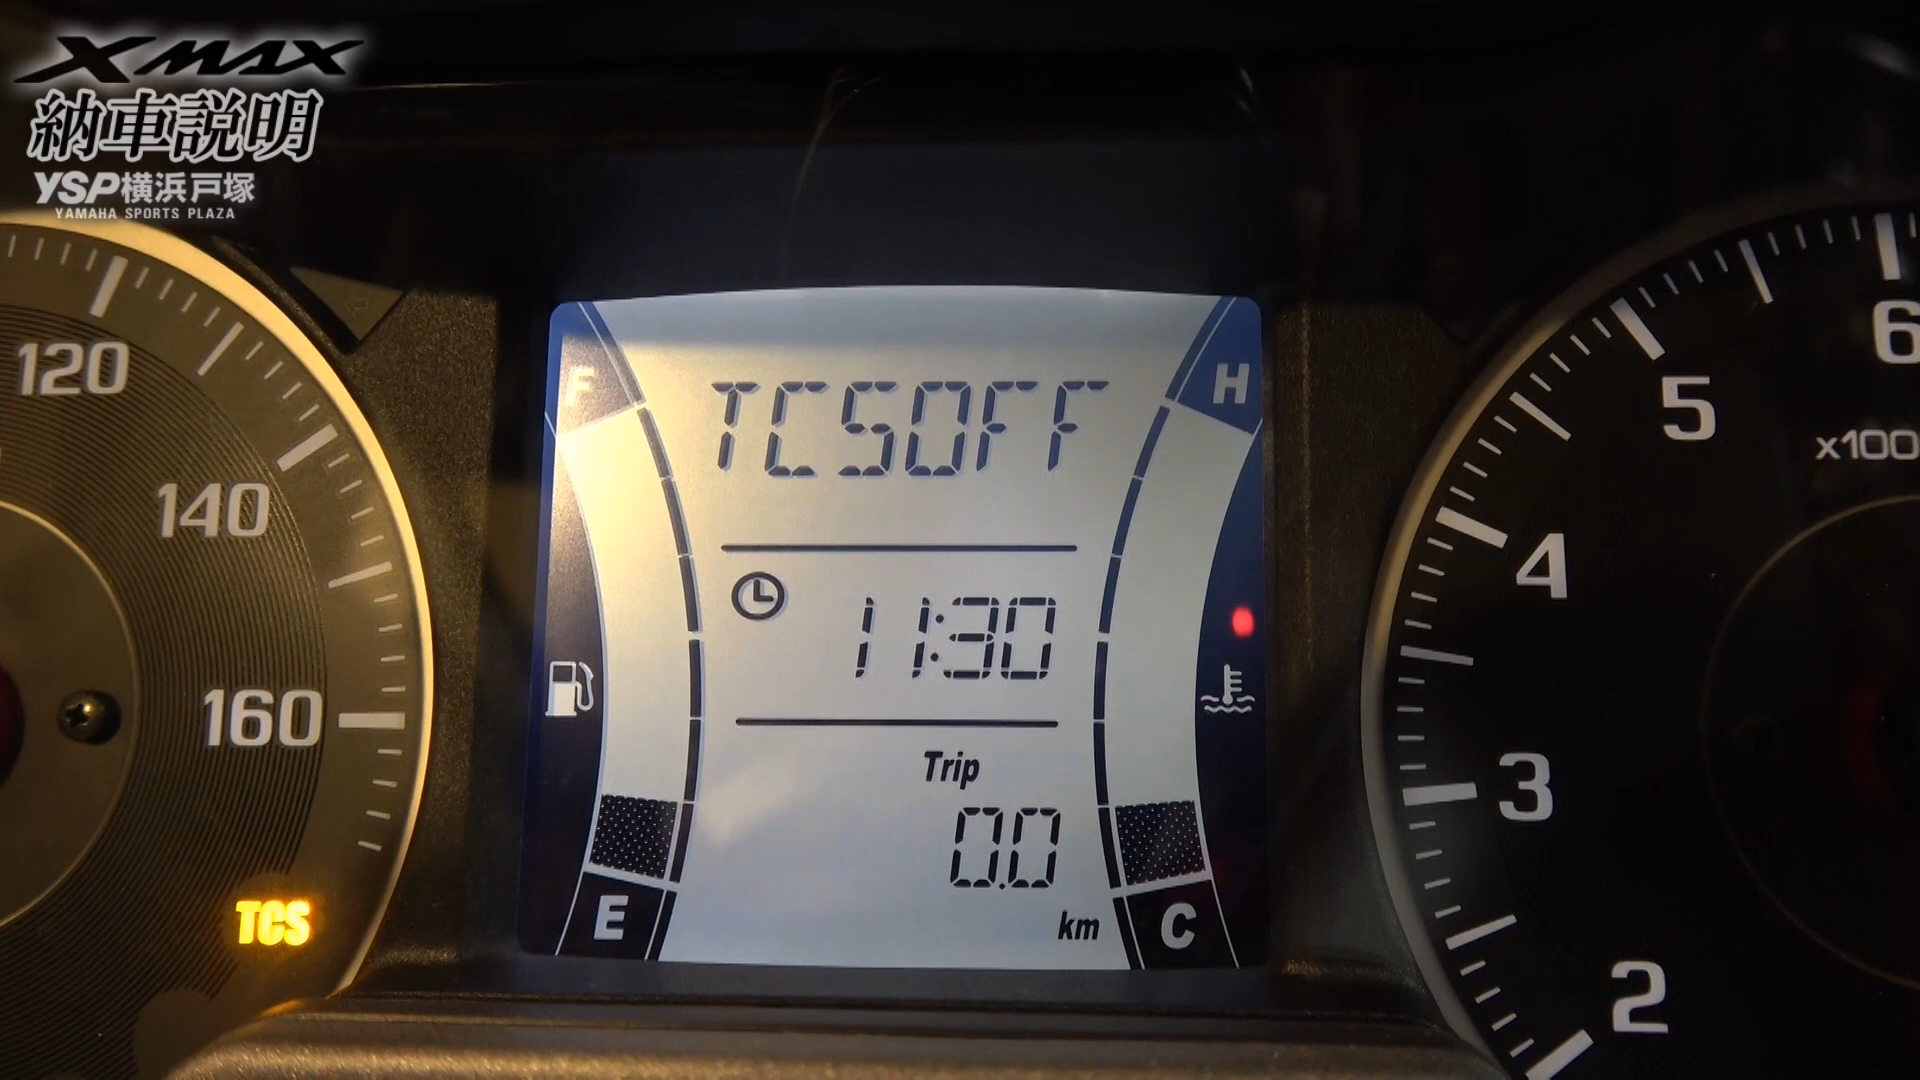 XMAX
納車説明
YSP横浜戸塚
YAMAHA SPORTS PLAZA
120
140
160
TCS
F
H
TCSOFF
11:30
Trip
0.0
km
E
C
6
5
x100
4
3
2